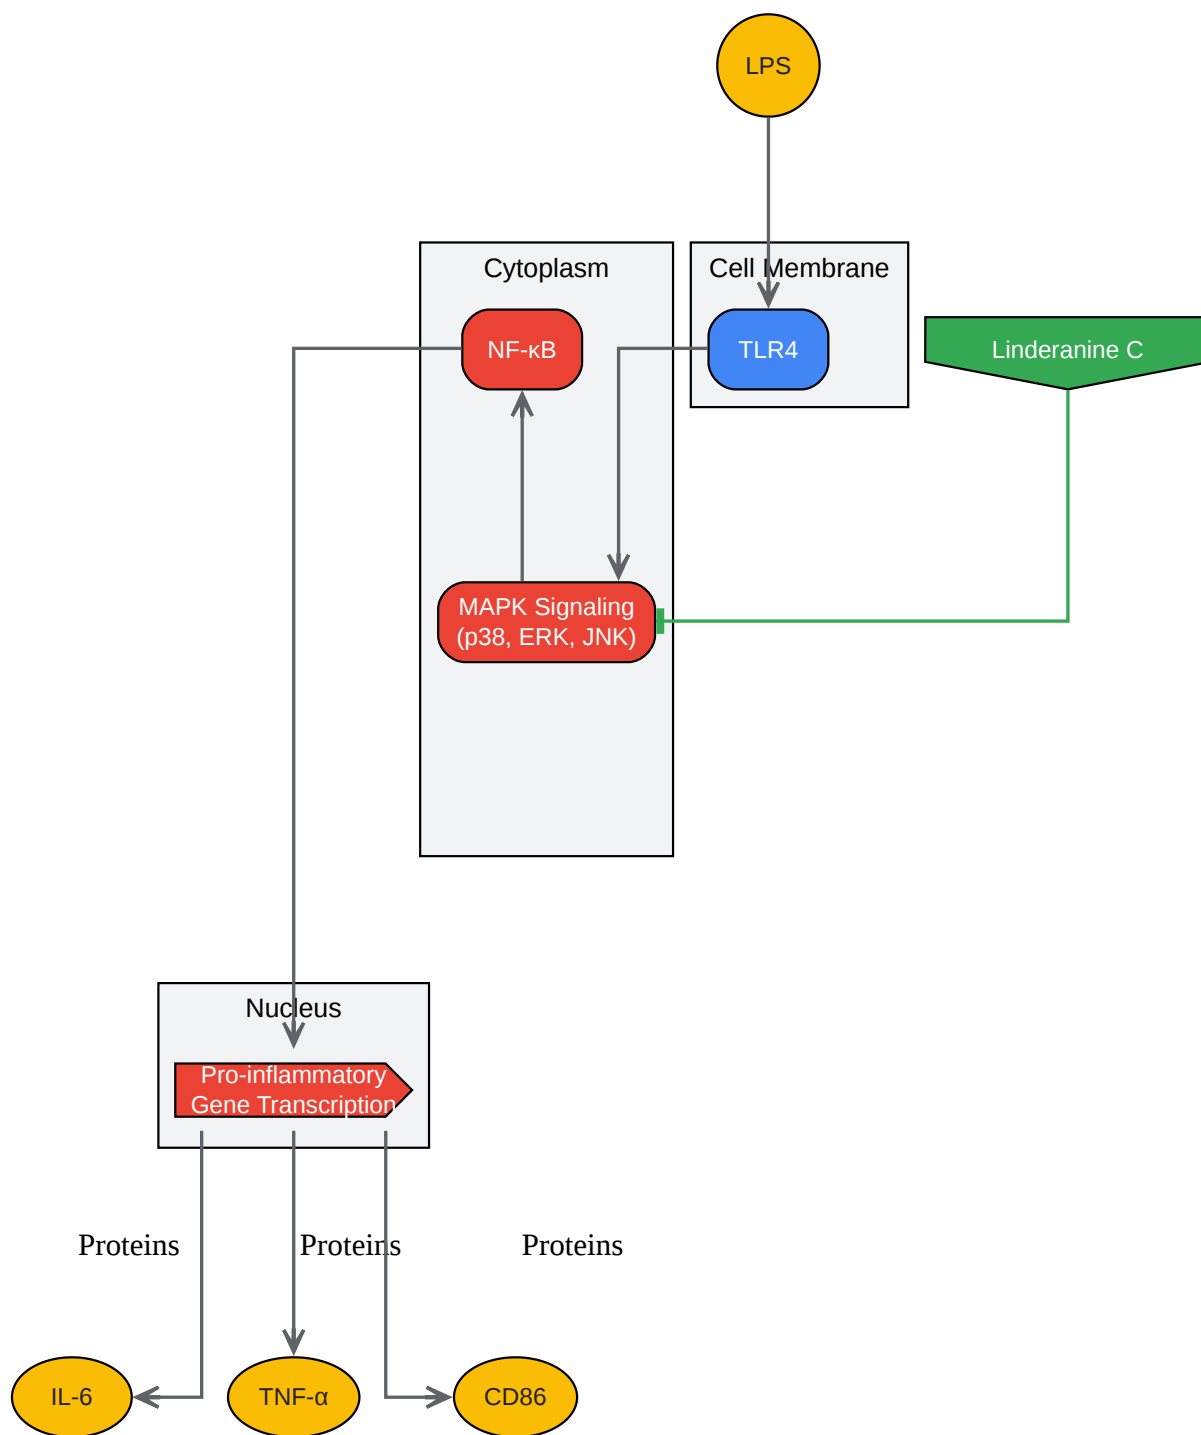 LPS
Cytoplasm
Cell Membrane
NF-κB
TLR4
Linderanine C
MAPK Signaling
(p38, ERK, JNK)
Nucleus
Pro-inflammatory
Gene Transcription
Proteins
Proteins
Proteins
IL-6
TNF-α
CD86